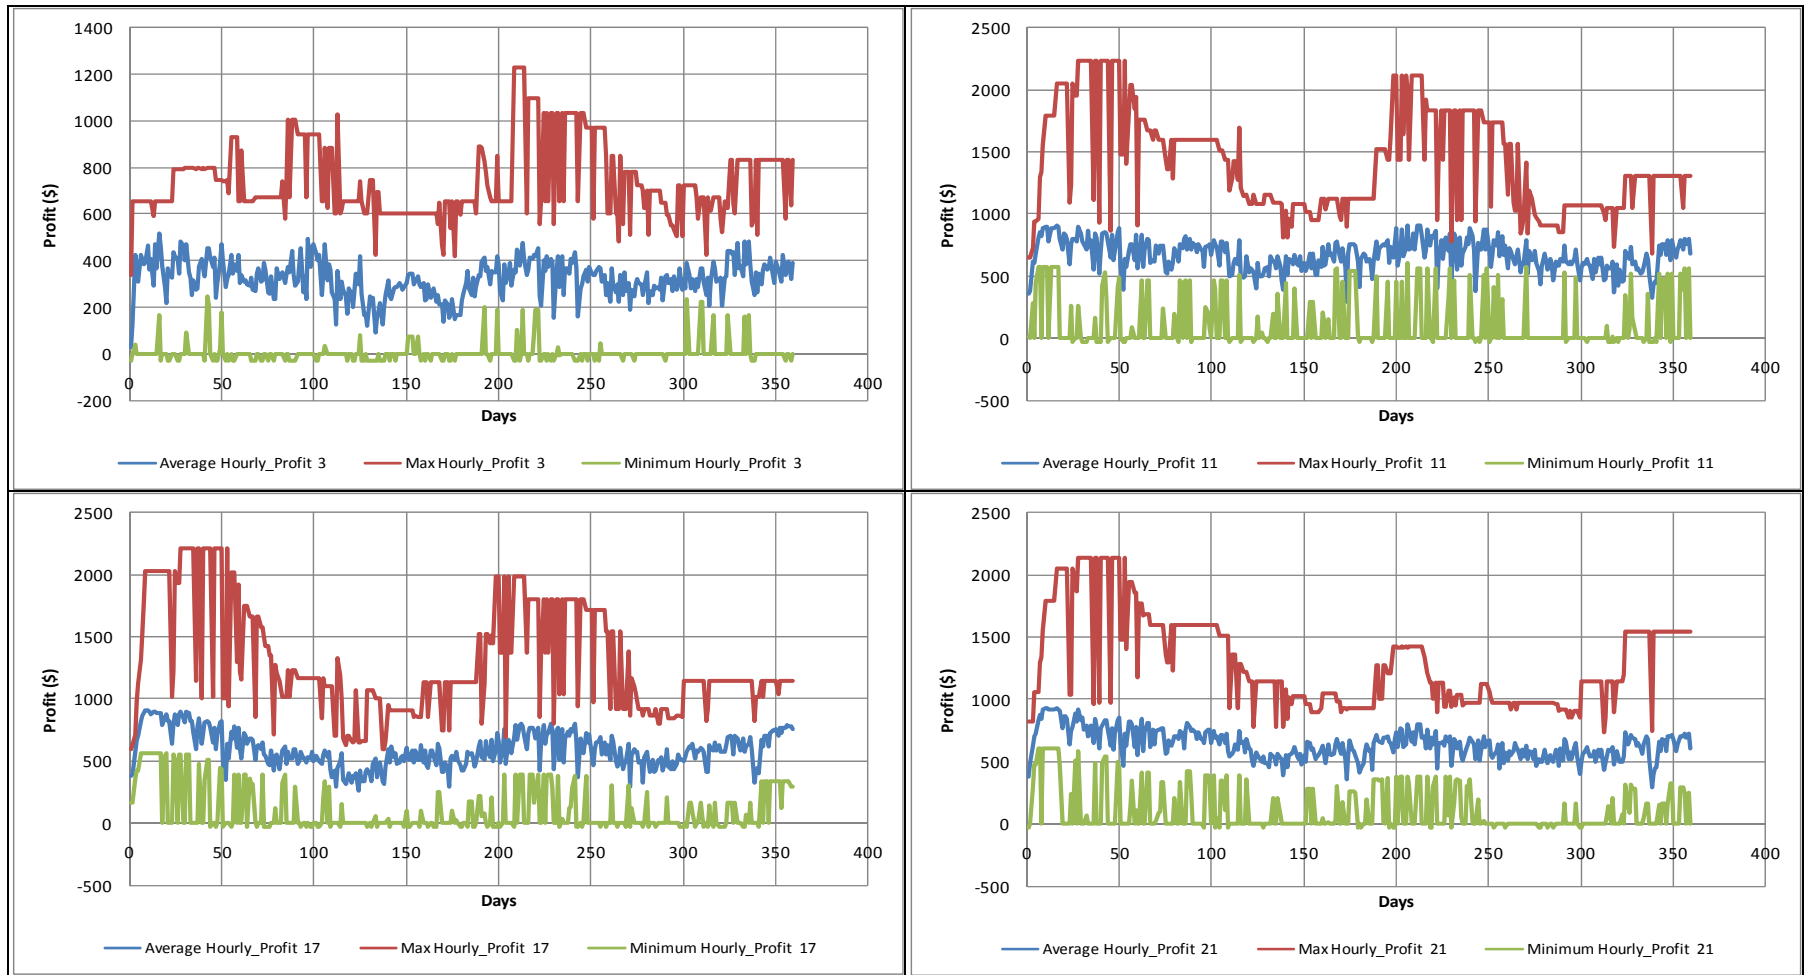 1400
1200
1000
800
600
400
200
0
-200
Profit ($)
0 50 100 150 200 250 300 350 400
Days
Average Hourly_Profit 3 Max Hourly_Profit 3 Minimum Hourly_Profit 3
2500
2000
1500
1000
500
0
-500
Profit ($)
0 50 100 150 200 250 300 350 400
Days
Average Hourly_Profit 11 Max Hourly_Profit 11 Minimum Hourly_Profit 11
2500
2000
1500
1000
500
0
-500
Profit ($)
0 50 100 150 200 250 300 350 400
Days
Average Hourly_Profit 17 Max Hourly_Profit 17 Minimum Hourly_Profit 17
2500
2000
1500
1000
500
0
-500
Profit ($)
0 50 100 150 200 250 300 350 400
Days
Average Hourly_Profit 21 Max Hourly_Profit 21 Minimum Hourly_Profit 21